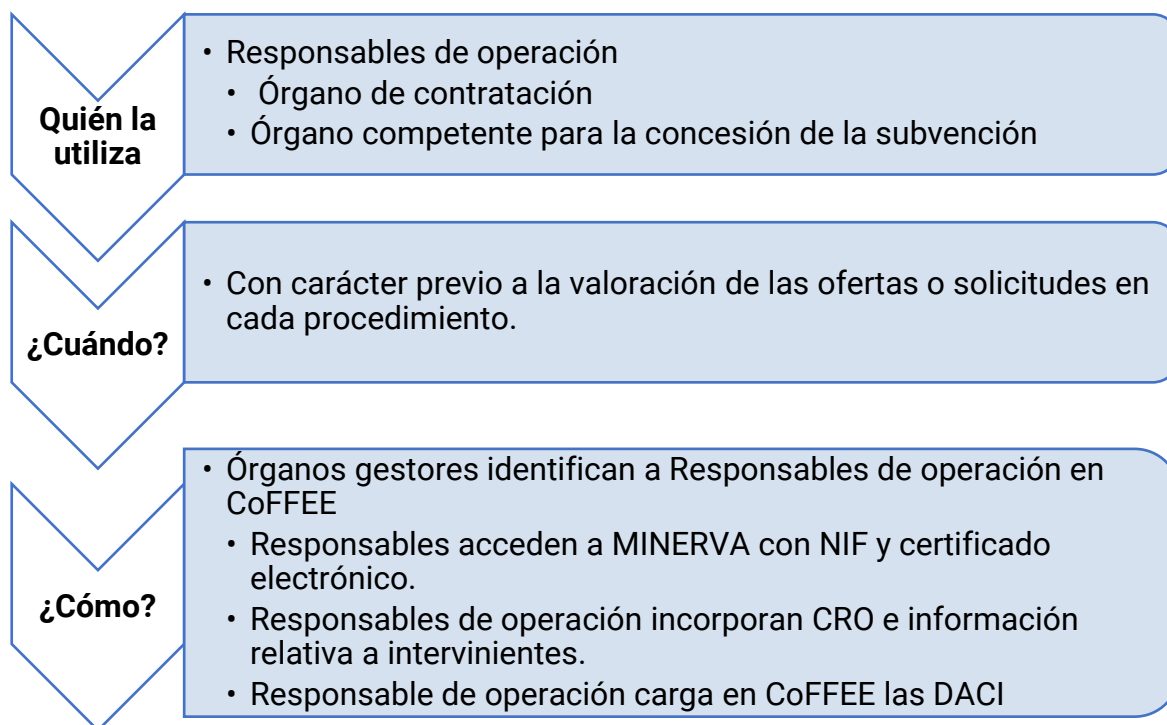 Quién la
utiliza
• Responsables de operación
• Órgano de contratación
• Órgano competente para la concesión de la subvención
¿Cuándo?
• Con carácter previo a la valoración de las ofertas o solicitudes en
cada procedimiento.
¿Cómo?
• Órganos gestores identifican a Responsables de operación en
CoFFEE
• Responsables acceden a MINERVA con NIF y certificado
electrónico.
• Responsables de operación incorporan CRO e información
relativa a intervinientes.
• Responsable de operación carga en CoFFEE las DACI